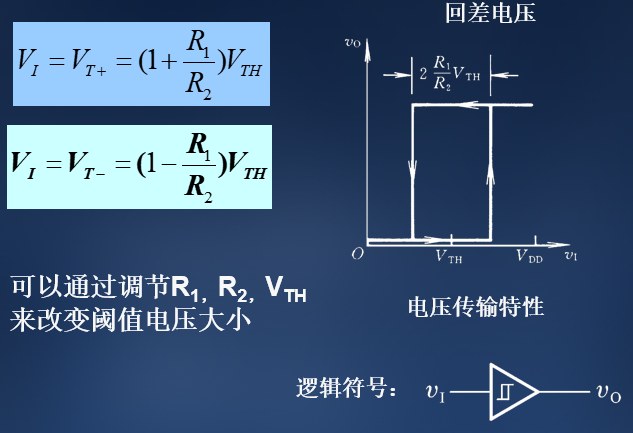 V_I = V_{T+} = (1 + \frac{R_1}{R_2})V_{TH}
V_I = V_{T-} = (1 - \frac{R_1}{R_2})V_{TH}
可以通过调节R₁, R₂, V_{TH}
来改变阈值电压大小
回差电压
v_O
2 \frac{R_1}{R_2} V_{TH}
O V_{TH} V_{DD} v_I
电压传输特性
逻辑符号: v_I v_O